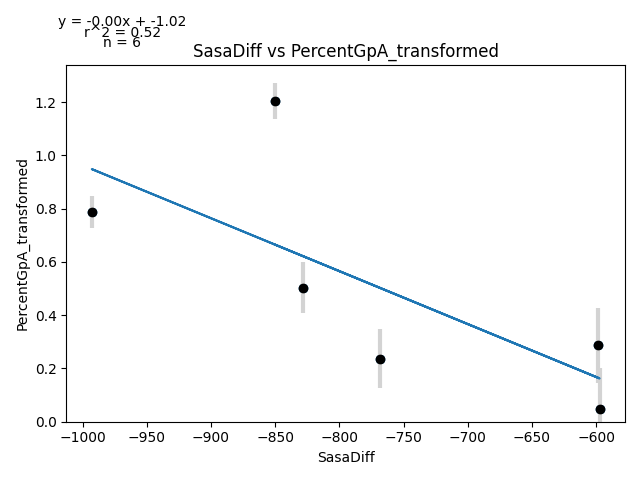 y = -0.00x + -1.02
r^2 = 0.52
n = 6
SasaDiff vs PercentGpA_transformed
PercentGpA_transformed
1.2
1.0
0.8
0.6
0.4
0.2
0.0
−1000 −950 −900 −850 −800 −750 −700 −650 −600
SasaDiff